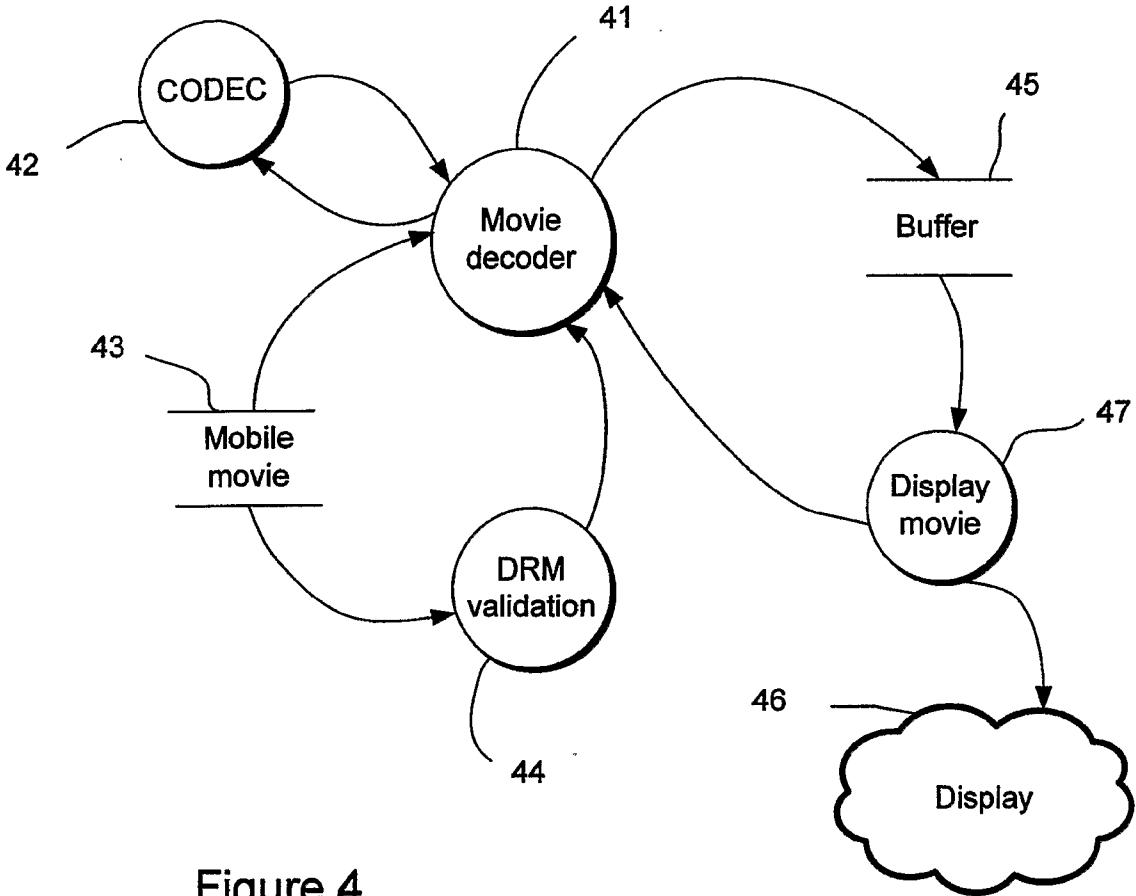 41
CODEC
45
42
Movie
decoder
Buffer
43
47
Mobile
movie
Display
movie
DRM
validation
46
44
Display
Figure 4